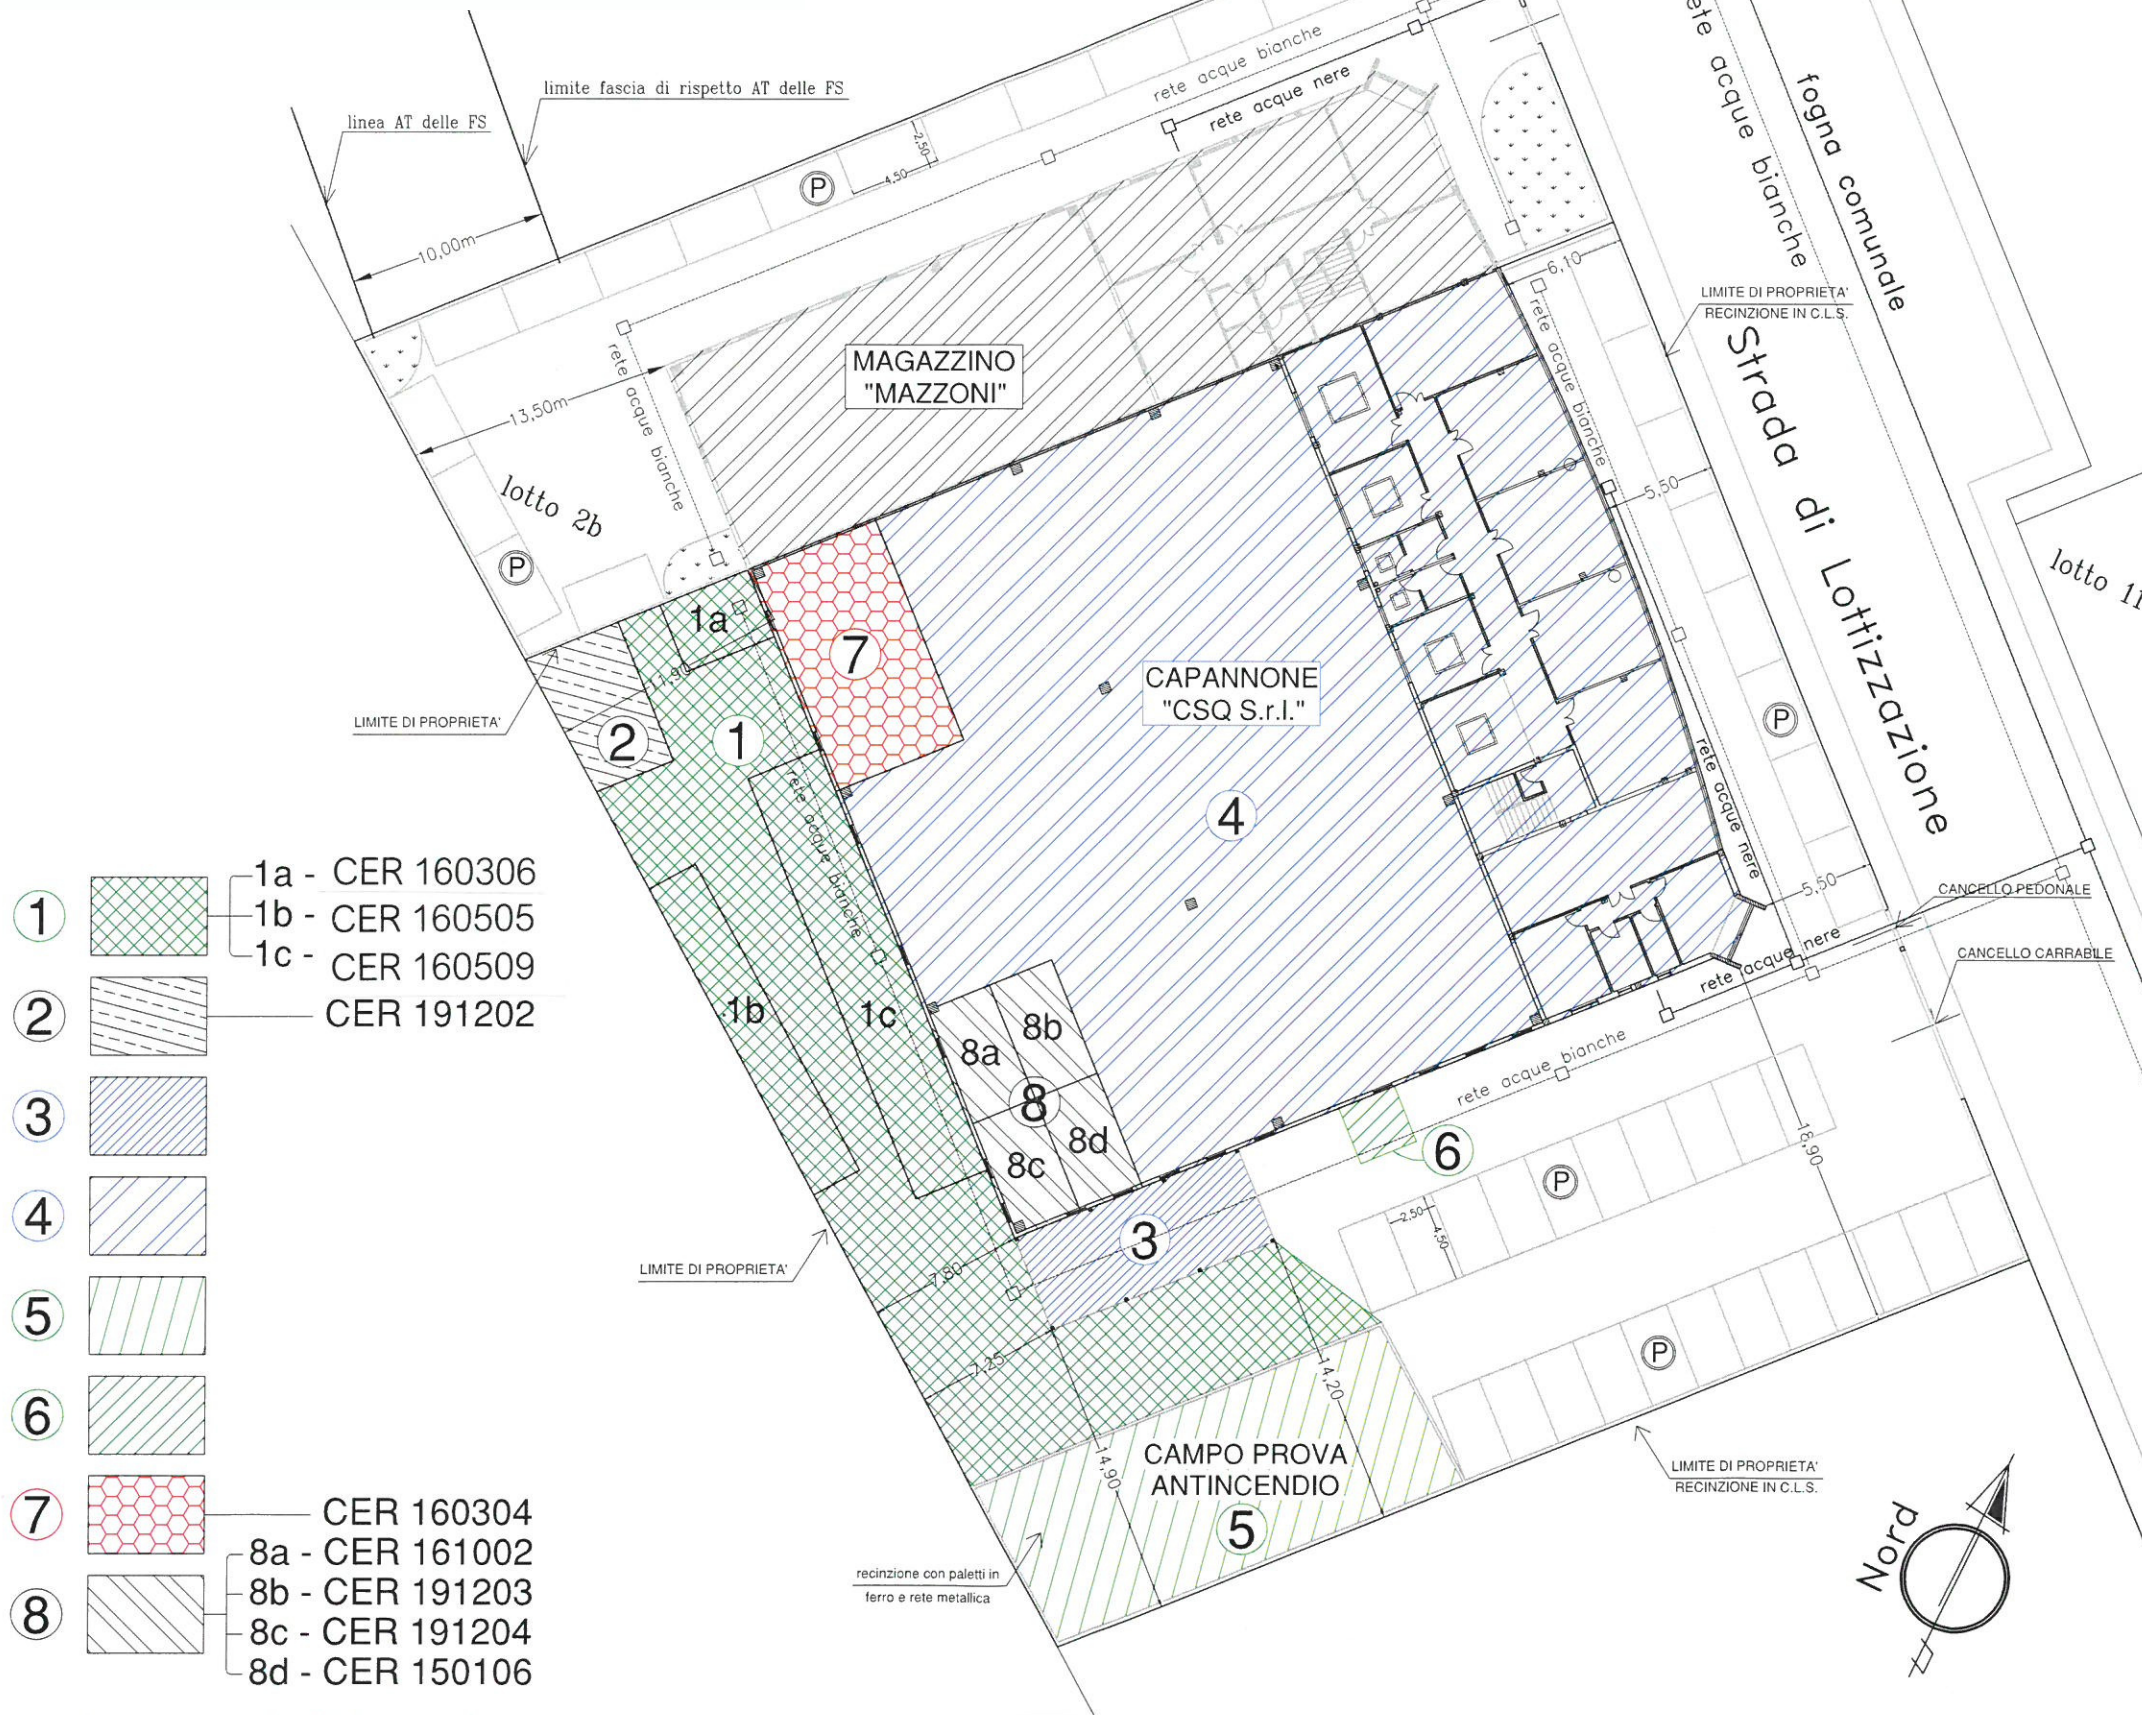 limite fascia di rispetto AT delle FS
linea AT delle FS
10,00m
2,50
4,50
P
rete acque bianche
rete acque nere
rete acque bianche
fogna comunale
6,10
LIMITE DI PROPRIETA'
RECINZIONE IN C.L.S.
Strada di Lottizzazione
rete acque bianche
MAGAZZINO
"MAZZONI"
13,50m
rete acque bianche
lotto 2b
P
5,50
lotto 11
1a
11,90
7
CAPANNONE
"CSQ S.r.l."
LIMITE DI PROPRIETA'
2
1
P
4
rete acque bianche
rete acque nere
5,50
CANCELLO PEDONALE
CANCELLO CARRABILE
rete acque nere
rete acque bianche
1b
1c
8a
8b
8
8c
8d
6
18,90
P
2,50
4,50
3
LIMITE DI PROPRIETA'
7,80
7,25
14,20
P
14,90
CAMPO PROVA
ANTINCENDIO
5
LIMITE DI PROPRIETA'
RECINZIONE IN C.L.S.
recinzione con paletti in
ferro e rete metallica
Nord
1
1a - CER 160306
1b - CER 160505
1c - CER 160509
2
CER 191202
3
4
5
6
7
CER 160304
8
8a - CER 161002
8b - CER 191203
8c - CER 191204
8d - CER 150106